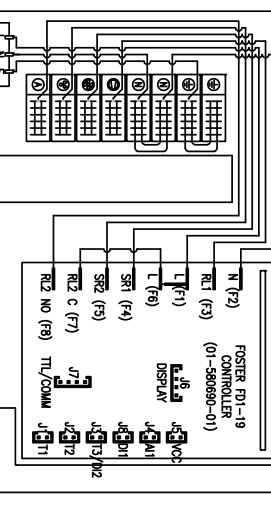 A
N
N
RL2 NO (F8)
RL2 C (F7)
SR2 (F5)
SR1 (F4)
L (F6)
L (F1)
RL1 (F3)
N (F2)
FOSTER FD1-19
CONTROLLER
(01-580690-01)
J7
TTL/COMM
J6
DISPLAY
J1 T1
J2 T2
J3 T3/DI2
J8 DI1
J4 AI1
J5 VCC